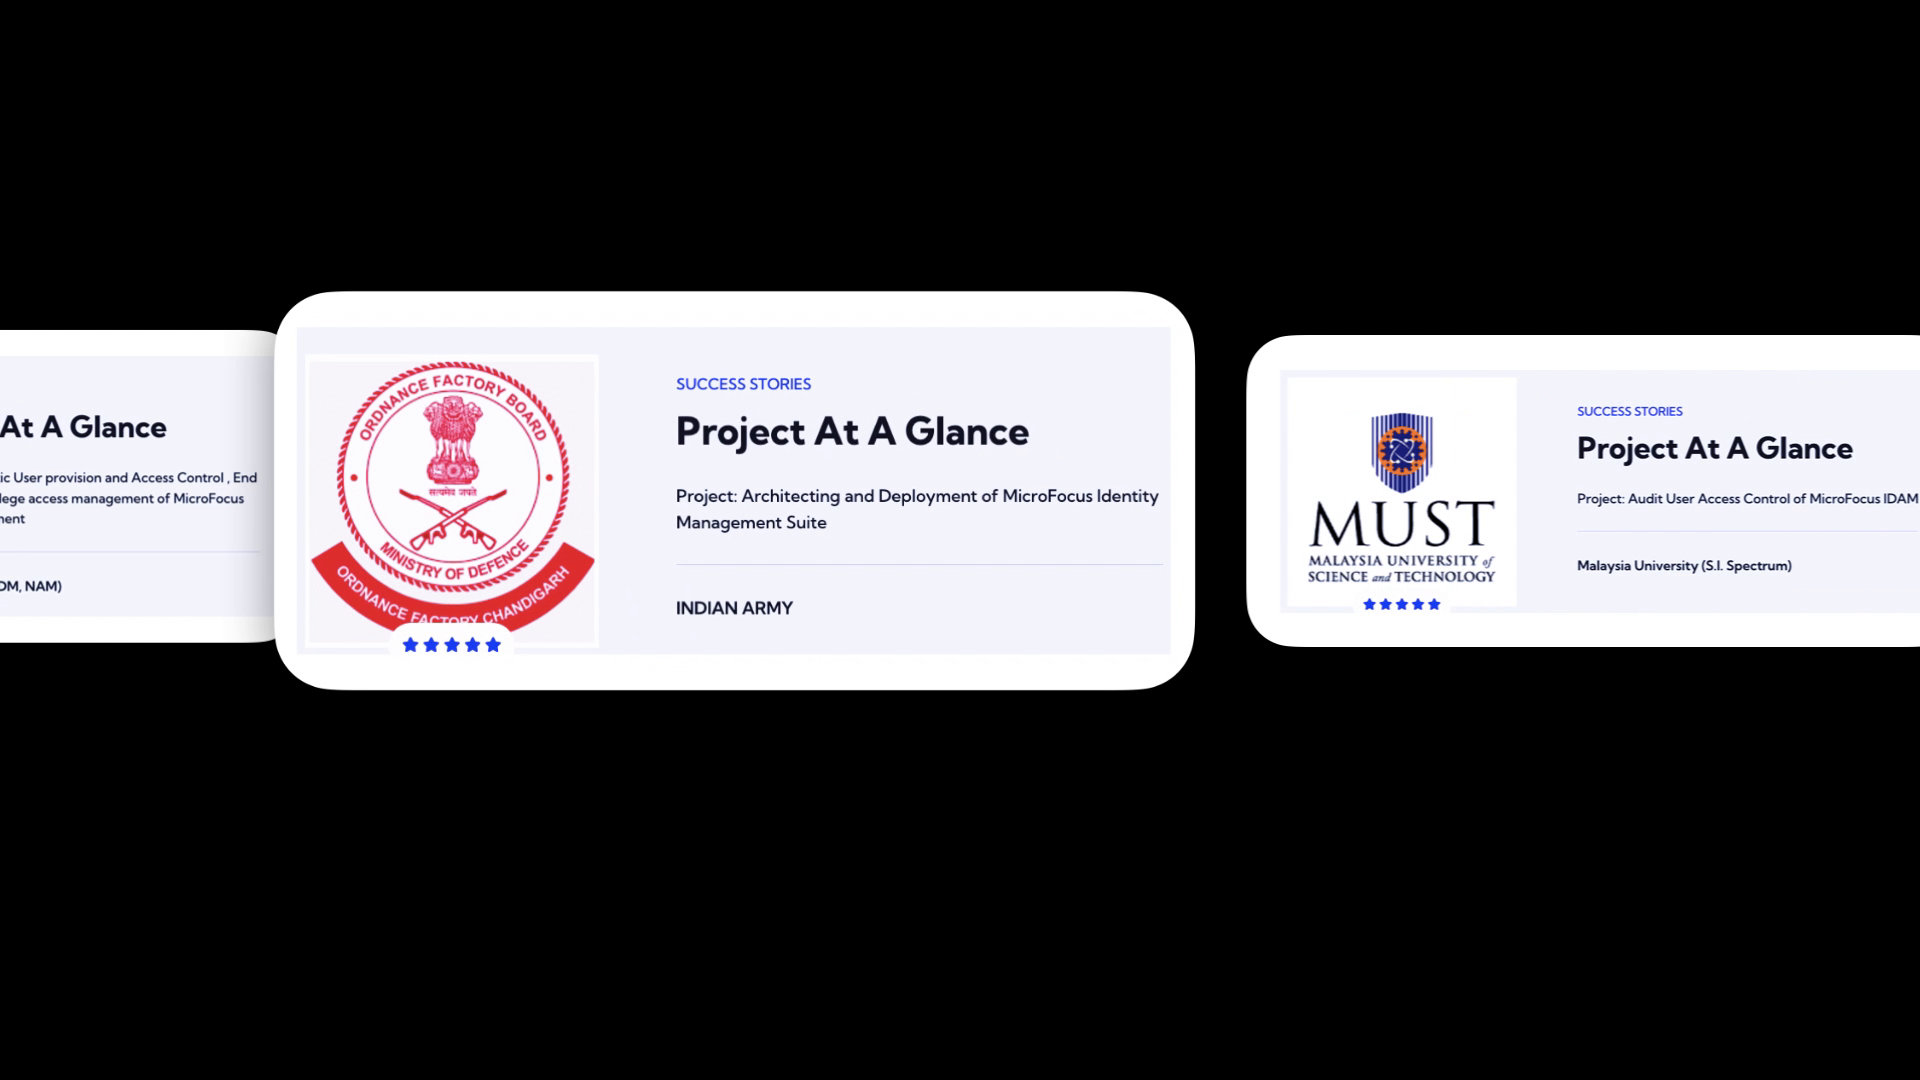 At A Glance
ic User provision and Access Control , End
lege access management of MicroFocus
ment
DM, NAM)
ORDNANCE FACTORY BOARD
सत्यमेव जयते
MINISTRY OF DEFENCE
ORDNANCE FACTORY CHANDIGARH
SUCCESS STORIES
Project At A Glance
Project: Architecting and Deployment of MicroFocus Identity
Management Suite
INDIAN ARMY
MUST
MALAYSIA UNIVERSITY of
SCIENCE and TECHNOLOGY
SUCCESS STORIES
Project At A Glance
Project: Audit User Access Control of MicroFocus IDAM
Malaysia University (S.I. Spectrum)